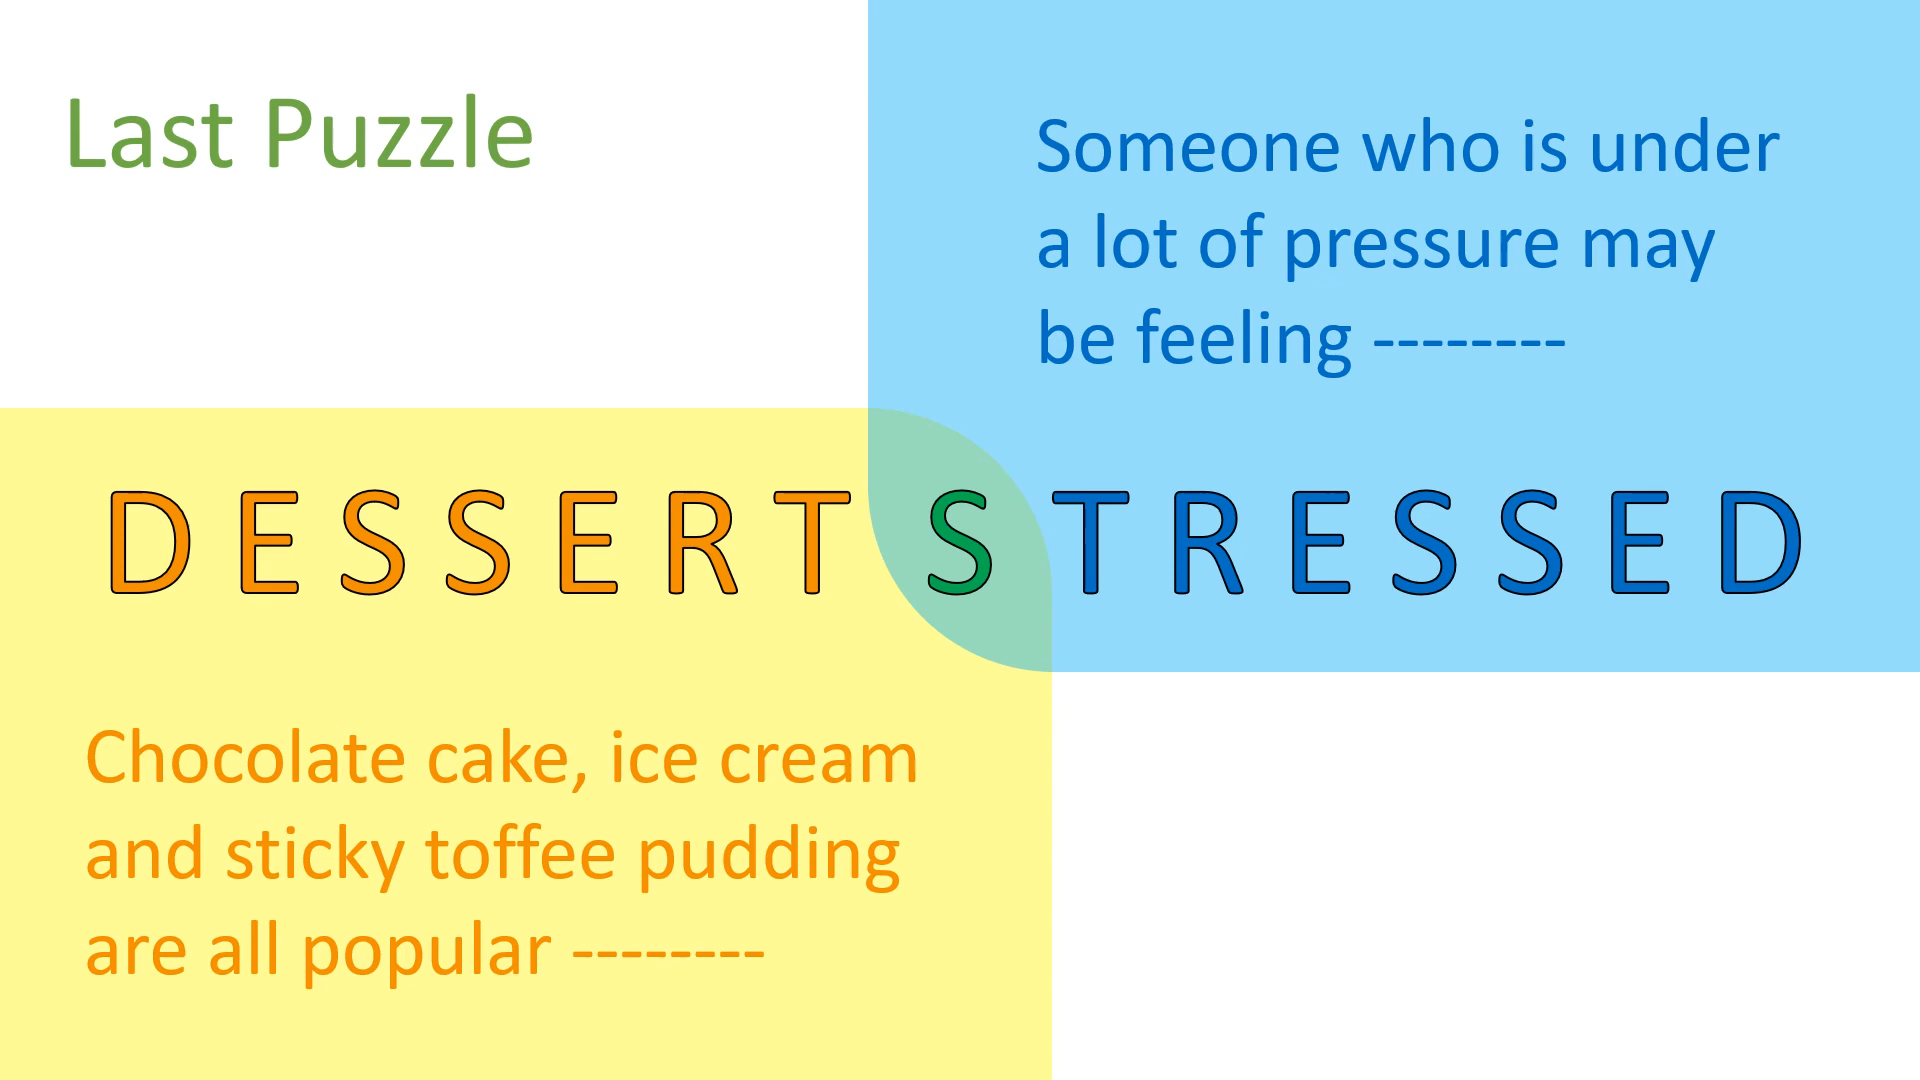 Last Puzzle
Someone who is under
a lot of pressure may
be feeling --------
D E S S E R T S T R E S S E D
Chocolate cake, ice cream
and sticky toffee pudding
are all popular --------